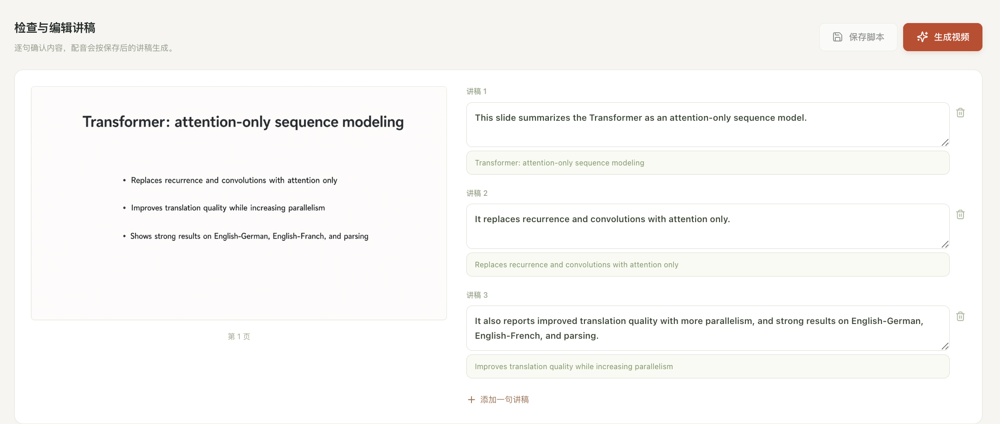 检查与编辑讲稿
逐句确认内容，配音会按保存后的讲稿生成。
保存脚本
生成视频
Transformer: attention-only sequence modeling
• Replaces recurrence and convolutions with attention only
• Improves translation quality while increasing parallelism
• Shows strong results on English-German, English-Franch, and parsing
第 1 页
讲稿 1
This slide summarizes the Transformer as an attention-only sequence model.
Transformer: attention-only sequence modeling
讲稿 2
It replaces recurrence and convolutions with attention only.
Replaces recurrence and convolutions with attention only
讲稿 3
It also reports improved translation quality with more parallelism, and strong results on English-German,
English-French, and parsing.
Improves translation quality while increasing parallelism
添加一句讲稿